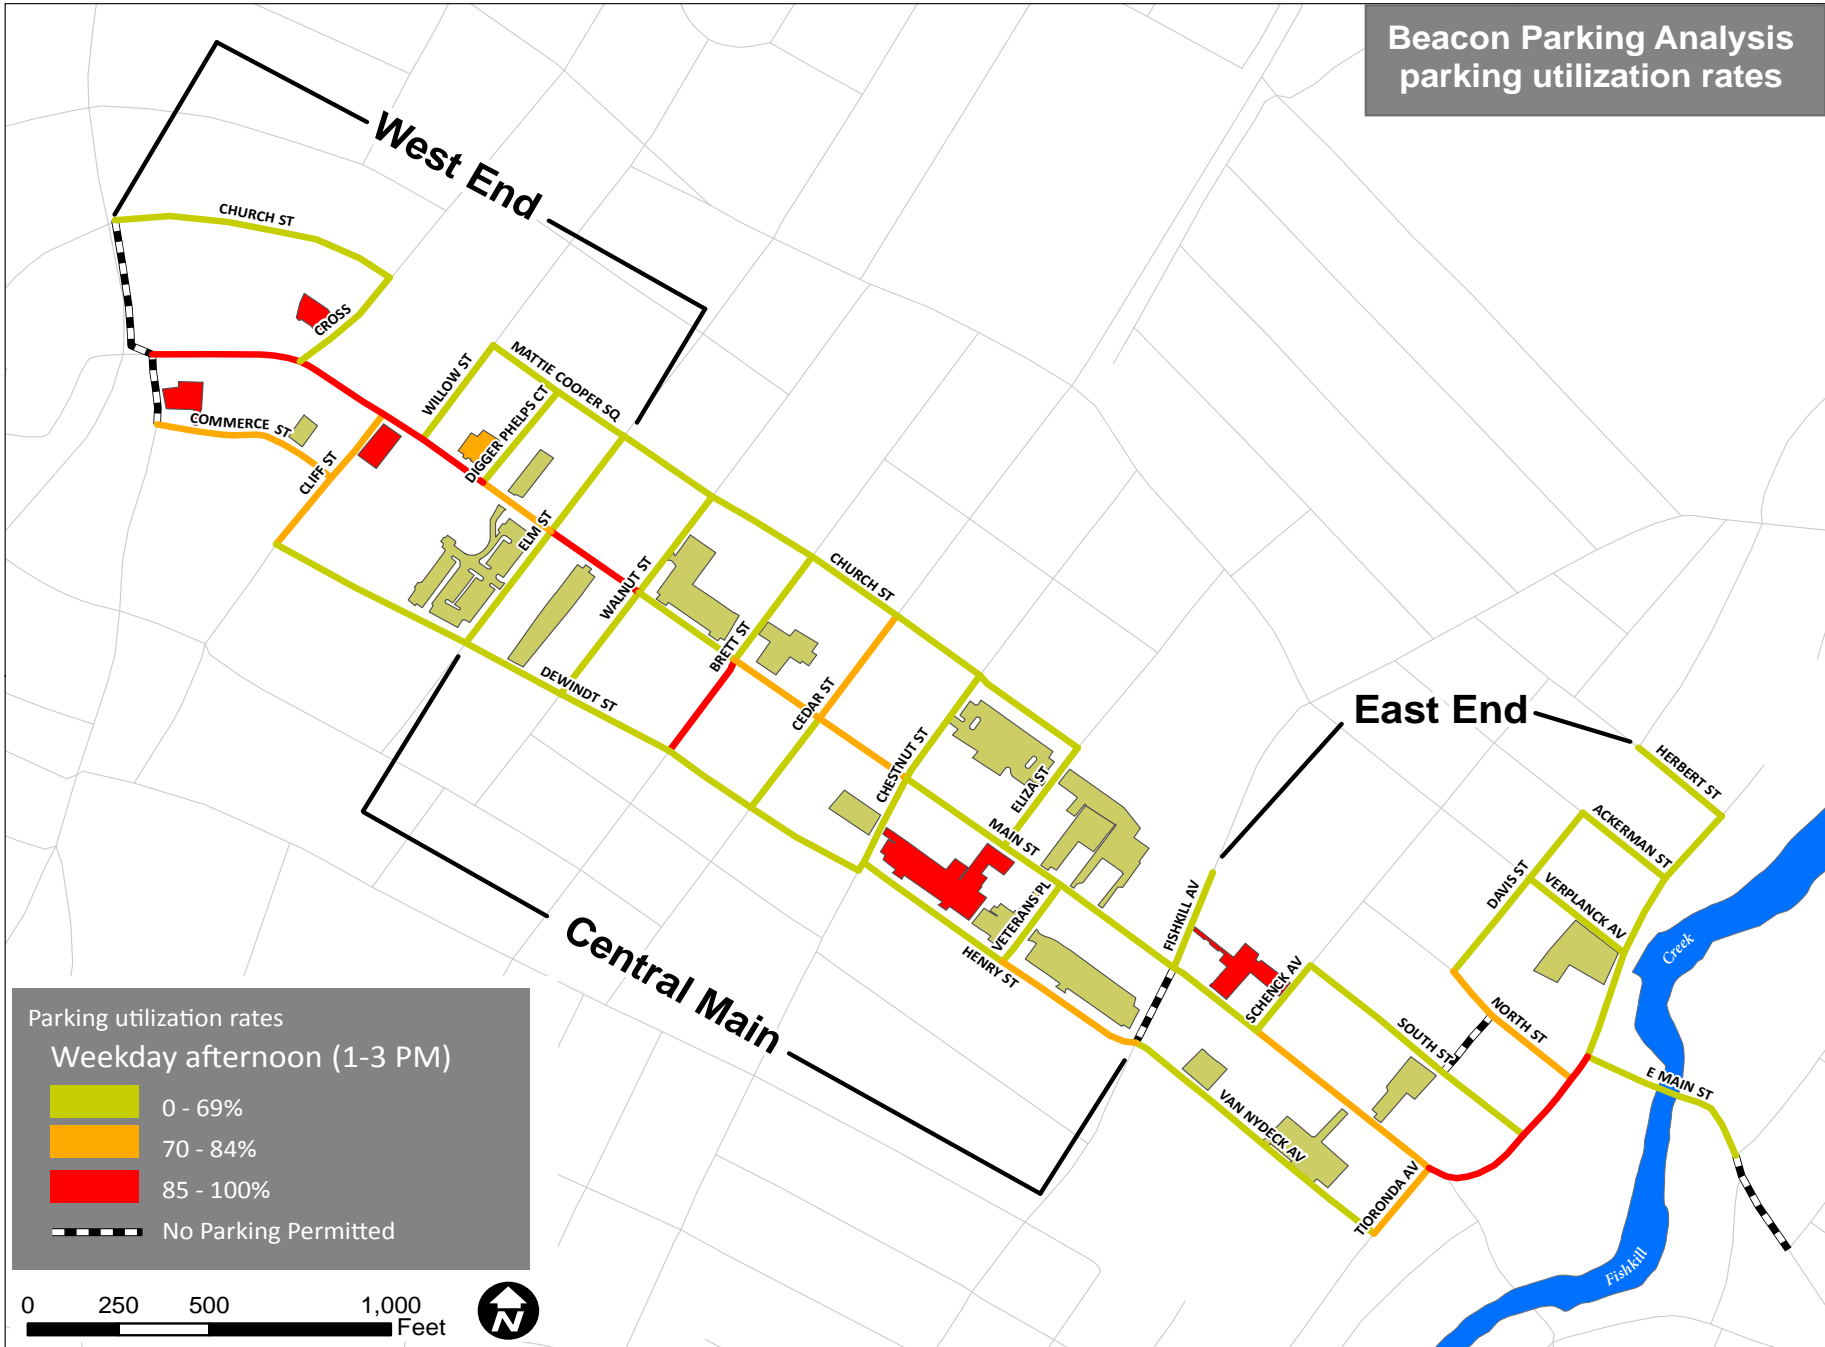 Beacon Parking Analysis
parking utilization rates
West End
CHURCH ST
CROSS
WILLOW ST
MATTIE COOPER SQ
DIGGER PHELPS CT
COMMERCE ST
CLIFF ST
ELM ST
WALNUT ST
CHURCH ST
BRETT ST
DEWINDT ST
CEDAR ST
CHESTNUT ST
ELIZA ST
MAIN ST
VETERANS PL
HENRY ST
Central Main
East End
HERBERT ST
ACKERMAN ST
DAVIS ST
VERPLANCK AV
FISHKILL AV
SCHENCK AV
SOUTH ST
NORTH ST
E MAIN ST
VAN NYDECK AV
TIORONDA AV
Creek
Fishkill
Parking utilization rates
Weekday afternoon (1-3 PM)
0 - 69%
70 - 84%
85 - 100%
No Parking Permitted
0 250 500 1,000
Feet
N